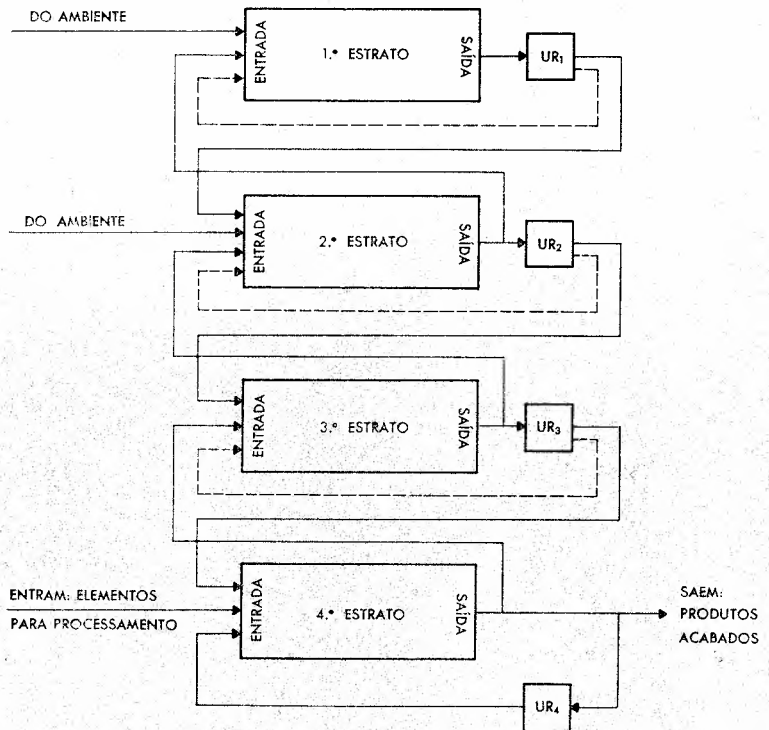 DO AMBIENTE
ENTRADA
1.º ESTRATO
SAÍDA
UR₁
DO AMBIENTE
ENTRADA
2.º ESTRATO
SAÍDA
UR₂
ENTRADA
3.º ESTRATO
SAÍDA
UR₃
ENTRAM: ELEMENTOS
PARA PROCESSAMENTO
ENTRADA
4.º ESTRATO
SAÍDA
SAEM:
PRODUTOS
ACABADOS
UR₄